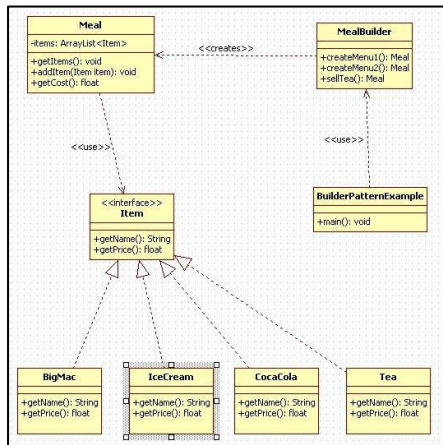 Meal
-items: ArrayList<Item>
+getItems(): void
+addItem(Item item): void
+getCost(): float
MealBuilder
+createMenu1(): Meal
+createMenu2(): Meal
+sellTea(): Meal
<<creates>>
<<use>>
<<use>>
<<interface>>
Item
+getName(): String
+getPrice(): float
BuilderPatternExample
+main(): void
BigMac
+getName(): String
+getPrice(): float
IceCream
+getName(): String
+getPrice(): float
CocaCola
+getName(): String
+getPrice(): float
Tea
+getName(): String
+getPrice(): float